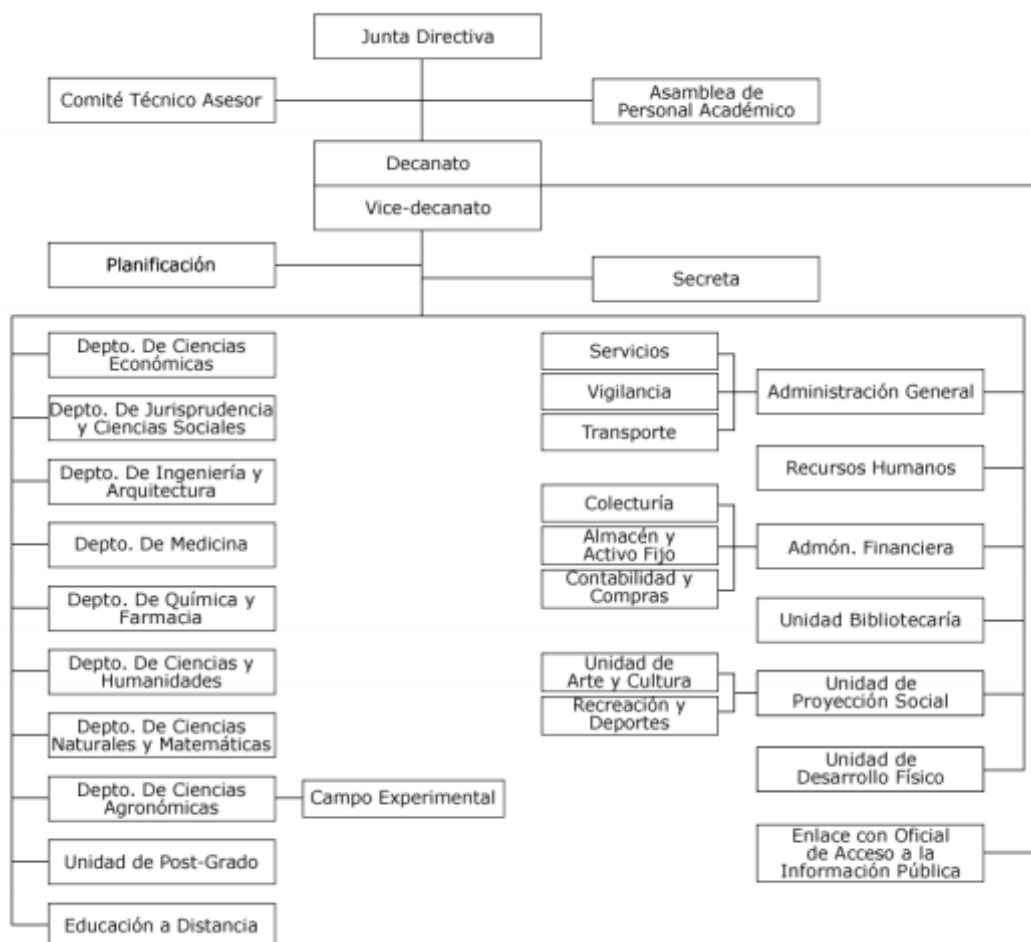 Junta Directiva
Comité Técnico Asesor
Asamblea de
Personal Académico
Decanato
Vice-decanato
Planificación
Secreta
Depto. De Ciencias
Económicas
Depto. De Jurisprudencia
y Ciencias Sociales
Depto. De Ingeniería y
Arquitectura
Depto. De Medicina
Depto. De Química y
Farmacia
Depto. De Ciencias y
Humanidades
Depto. De Ciencias
Naturales y Matemáticas
Depto. De Ciencias
Agronómicas
Campo Experimental
Unidad de Post-Grado
Educación a Distancia
Servicios
Vigilancia
Transporte
Administración General
Recursos Humanos
Colecturía
Almacén y
Activo Fijo
Contabilidad y
Compras
Admón. Financiera
Unidad Bibliotecaría
Unidad de
Arte y Cultura
Recreación y
Deportes
Unidad de
Proyección Social
Unidad de
Desarrollo Físico
Enlace con Oficial
de Acceso a la
Información Pública